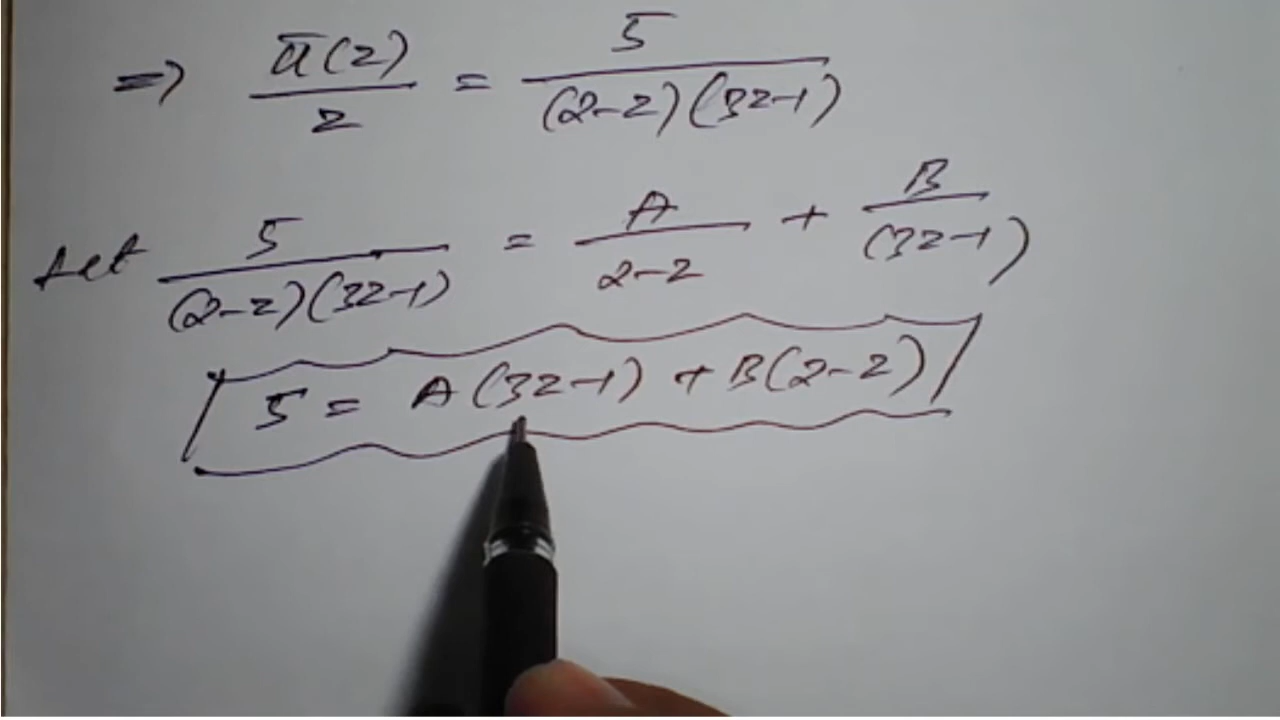 ⇒ ū(z)/z = 5/((2-z)(3z-1))
Let 5/((2-z)(3z-1)) = A/(2-z) + B/(3z-1)
5 = A(3z-1) + B(2-z)